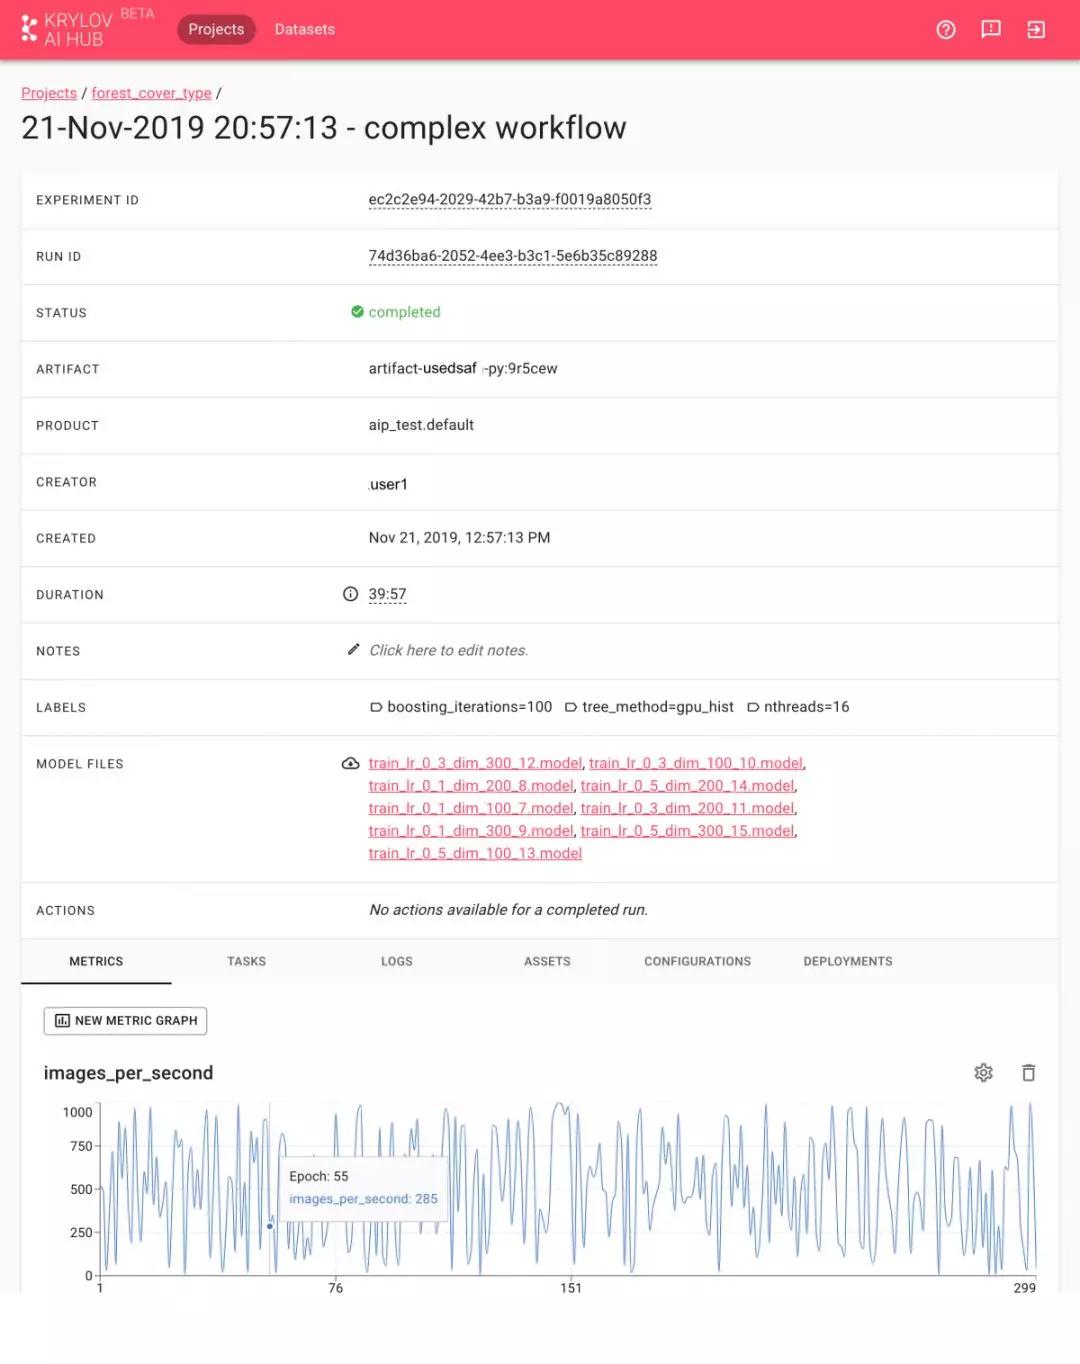 KRYLOV AI HUB BETA Projects Datasets
Projects / forest_cover_type /
21-Nov-2019 20:57:13 - complex workflow
EXPERIMENT ID ec2c2e94-2029-42b7-b3a9-f0019a8050f3
RUN ID 74d36ba6-2052-4ee3-b3c1-5e6b35c89288
STATUS completed
ARTIFACT artifact-usedsaf -py:9r5cew
PRODUCT aip_test.default
CREATOR .user1
CREATED Nov 21, 2019, 12:57:13 PM
DURATION 39:57
NOTES Click here to edit notes.
LABELS boosting_iterations=100 tree_method=gpu_hist nthreads=16
MODEL FILES train_lr_0_3_dim_300_12.model, train_lr_0_3_dim_100_10.model,
train_lr_0_1_dim_200_8.model, train_lr_0_5_dim_200_14.model,
train_lr_0_1_dim_100_7.model, train_lr_0_3_dim_200_11.model,
train_lr_0_1_dim_300_9.model, train_lr_0_5_dim_300_15.model,
train_lr_0_5_dim_100_13.model
ACTIONS No actions available for a completed run.
METRICS TASKS LOGS ASSETS CONFIGURATIONS DEPLOYMENTS
NEW METRIC GRAPH
images_per_second
1000
750
500
250
0
Epoch: 55
images_per_second: 285
1 76 151 299